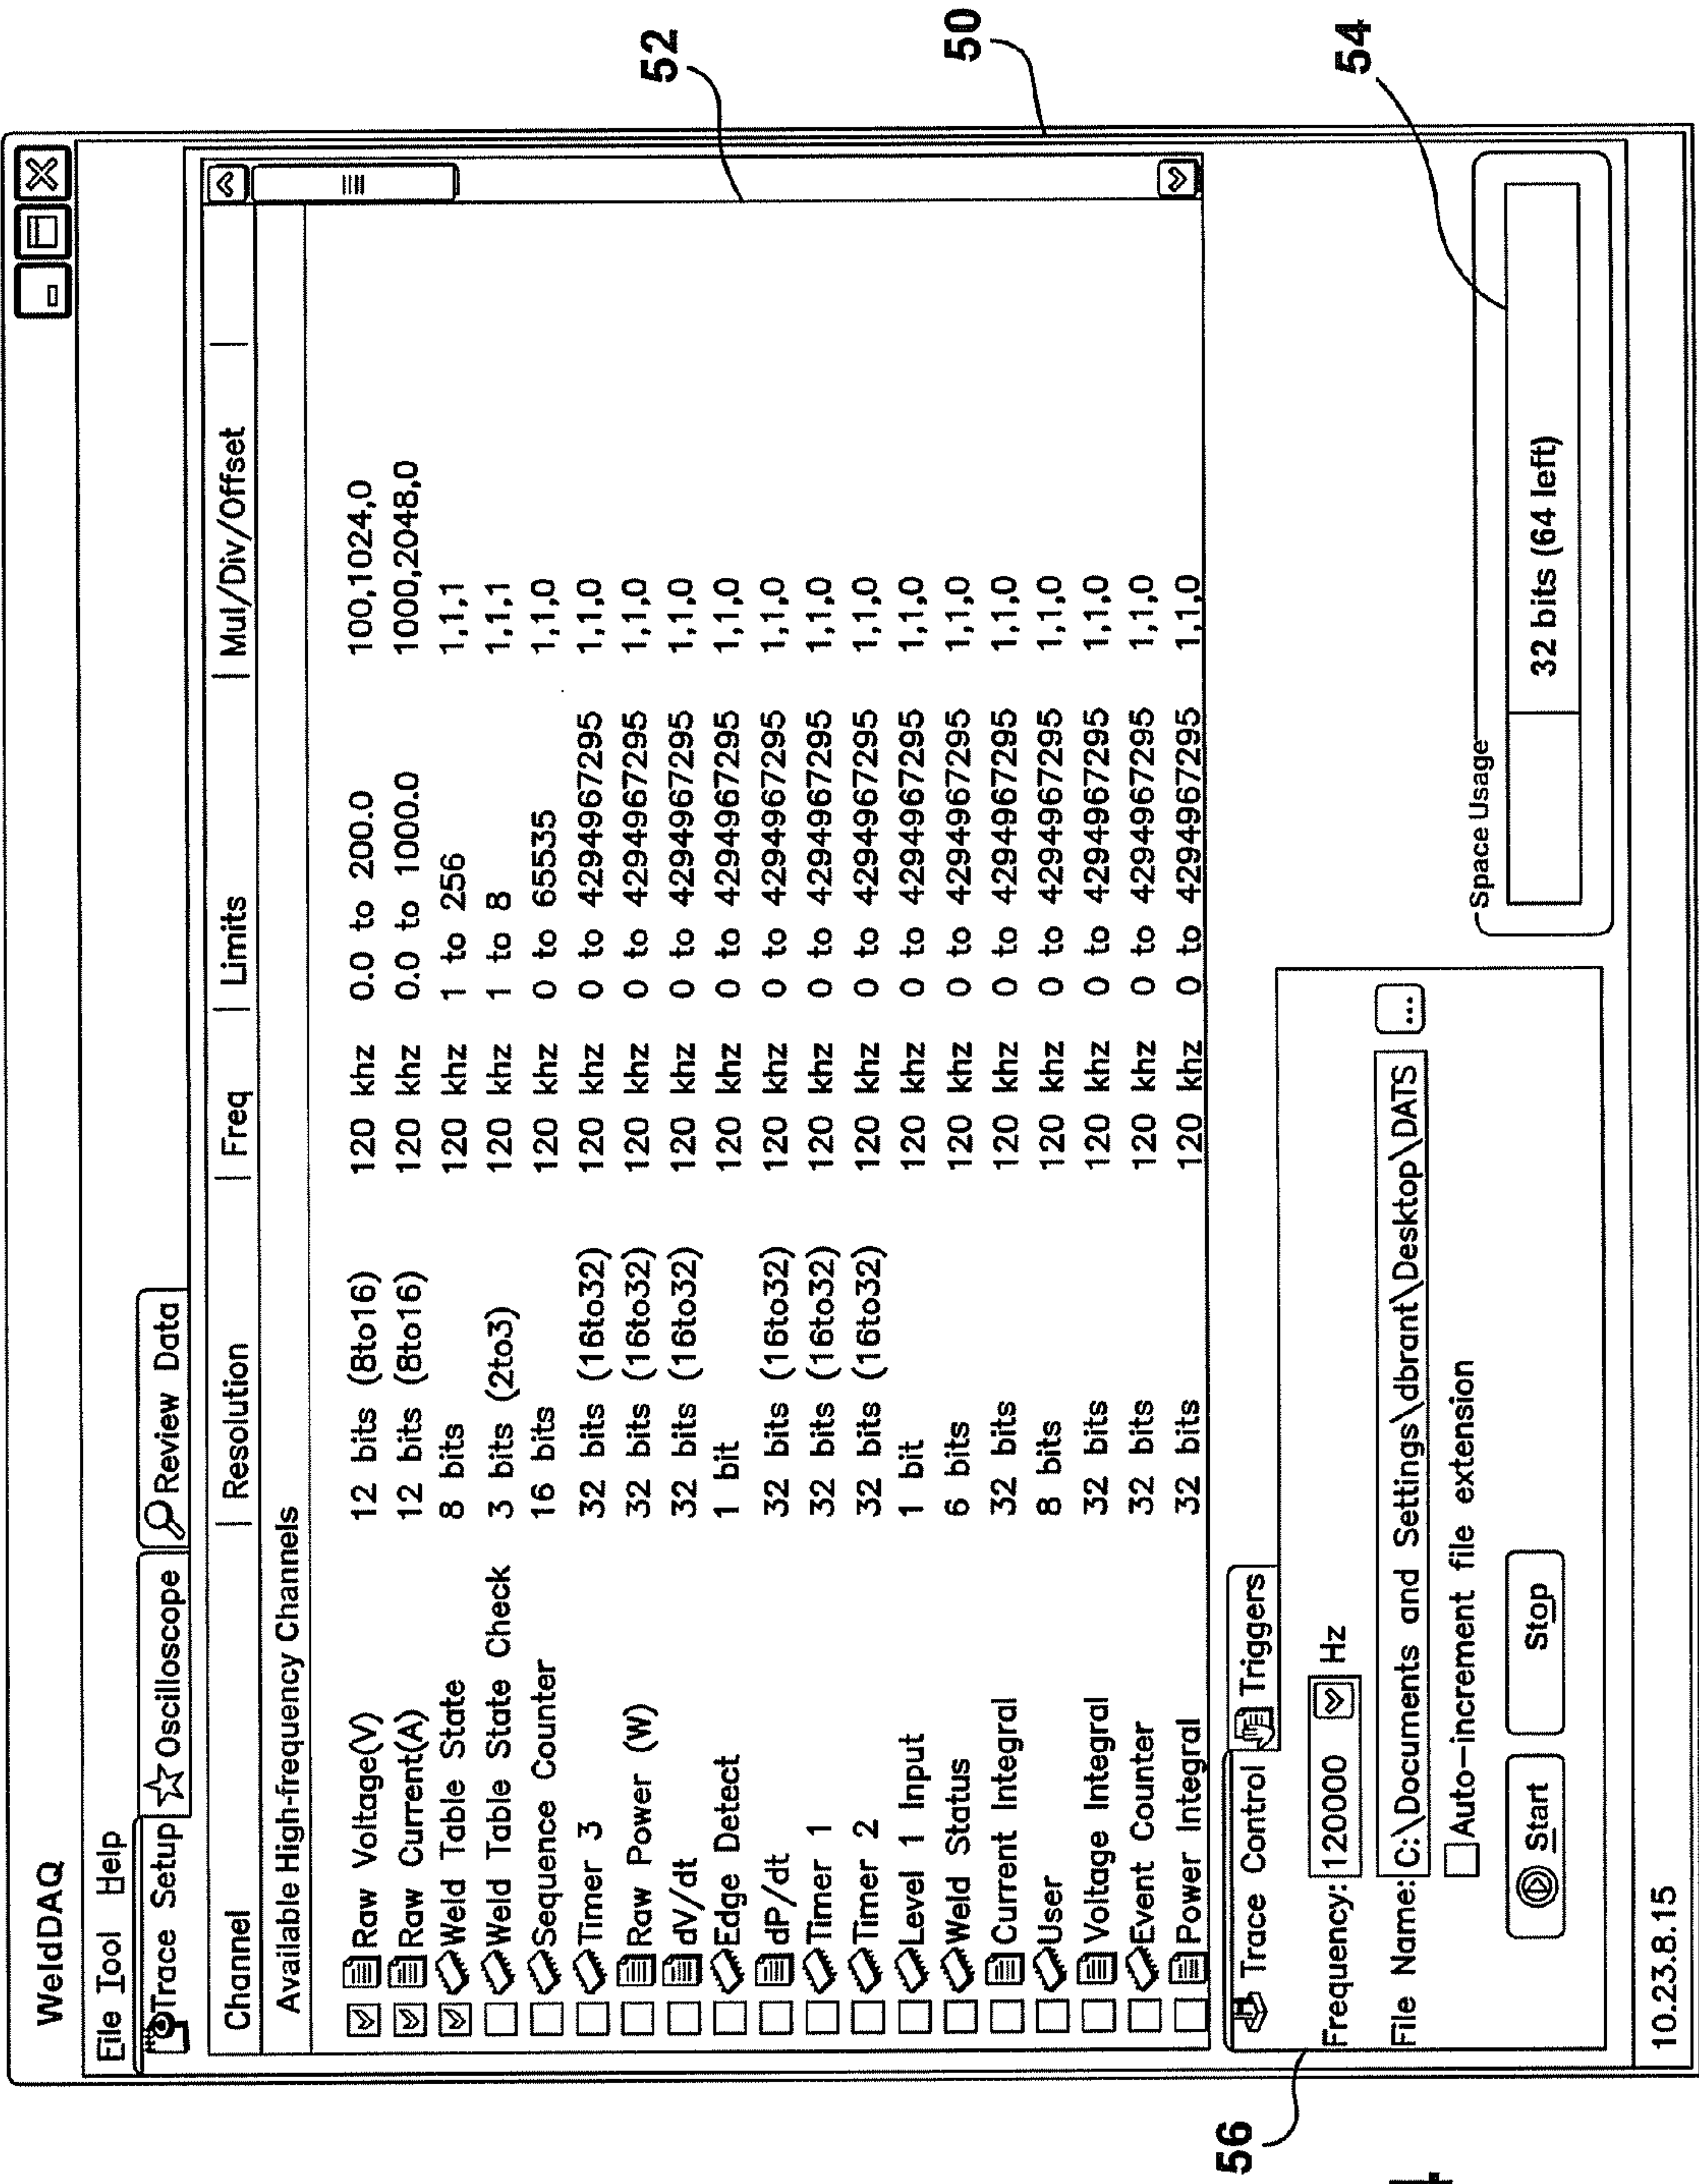 WeldDAQ
File Tool Help
Trace Setup Oscilloscope Review Data
Channel Resolution Freq Limits Mul/Div/Offset
Available High-frequency Channels
Raw Voltage(V) 12 bits (8to16) 120 khz 0.0 to 200.0 100,1024,0
Raw Current(A) 12 bits (8to16) 120 khz 0.0 to 1000.0 1000,2048,0
Weld Table State 8 bits 120 khz 1 to 256 1,1,1
Weld Table State Check 3 bits (2to3) 120 khz 1 to 8 1,1,1
Sequence Counter 16 bits 120 khz 0 to 65535 1,1,0
Timer 3 32 bits (16to32) 120 khz 0 to 4294967295 1,1,0
Raw Power (W) 32 bits (16to32) 120 khz 0 to 4294967295 1,1,0
dV/dt 32 bits (16to32) 120 khz 0 to 4294967295 1,1,0
Edge Detect 1 bit 120 khz 0 to 4294967295 1,1,0
dP/dt 32 bits (16to32) 120 khz 0 to 4294967295 1,1,0
Timer 1 32 bits (16to32) 120 khz 0 to 4294967295 1,1,0
Timer 2 32 bits (16to32) 120 khz 0 to 4294967295 1,1,0
Level 1 Input 1 bit 120 khz 0 to 4294967295 1,1,0
Weld Status 6 bits 120 khz 0 to 4294967295 1,1,0
Current Integral 32 bits 120 khz 0 to 4294967295 1,1,0
User 8 bits 120 khz 0 to 4294967295 1,1,0
Voltage Integral 32 bits 120 khz 0 to 4294967295 1,1,0
Event Counter 32 bits 120 khz 0 to 4294967295 1,1,0
Power Integral 32 bits 120 khz 0 to 4294967295 1,1,0
52
50
54
56
Trace Control Triggers
Frequency: 120000 Hz
File Name: C:\Documents and Settings\dbrant\Desktop\DATS ...
Auto-increment file extension
Start Stop
Space Usage
32 bits (64 left)
10.23.8.15